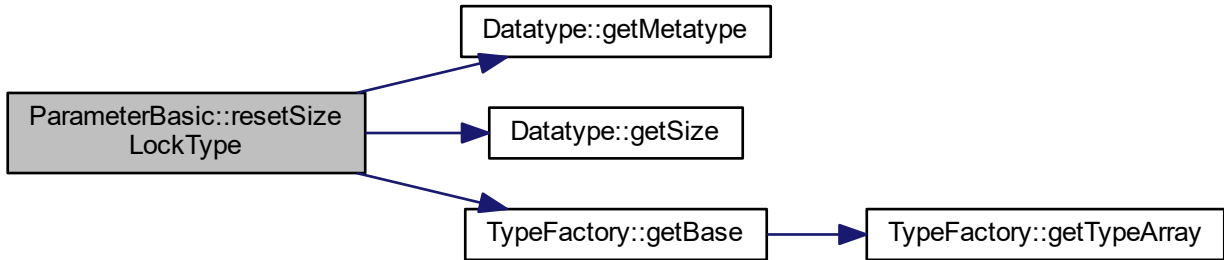 Datatype::getMetatype
ParameterBasic::resetSize
LockType
Datatype::getSize
TypeFactory::getBase
TypeFactory::getTypeArray